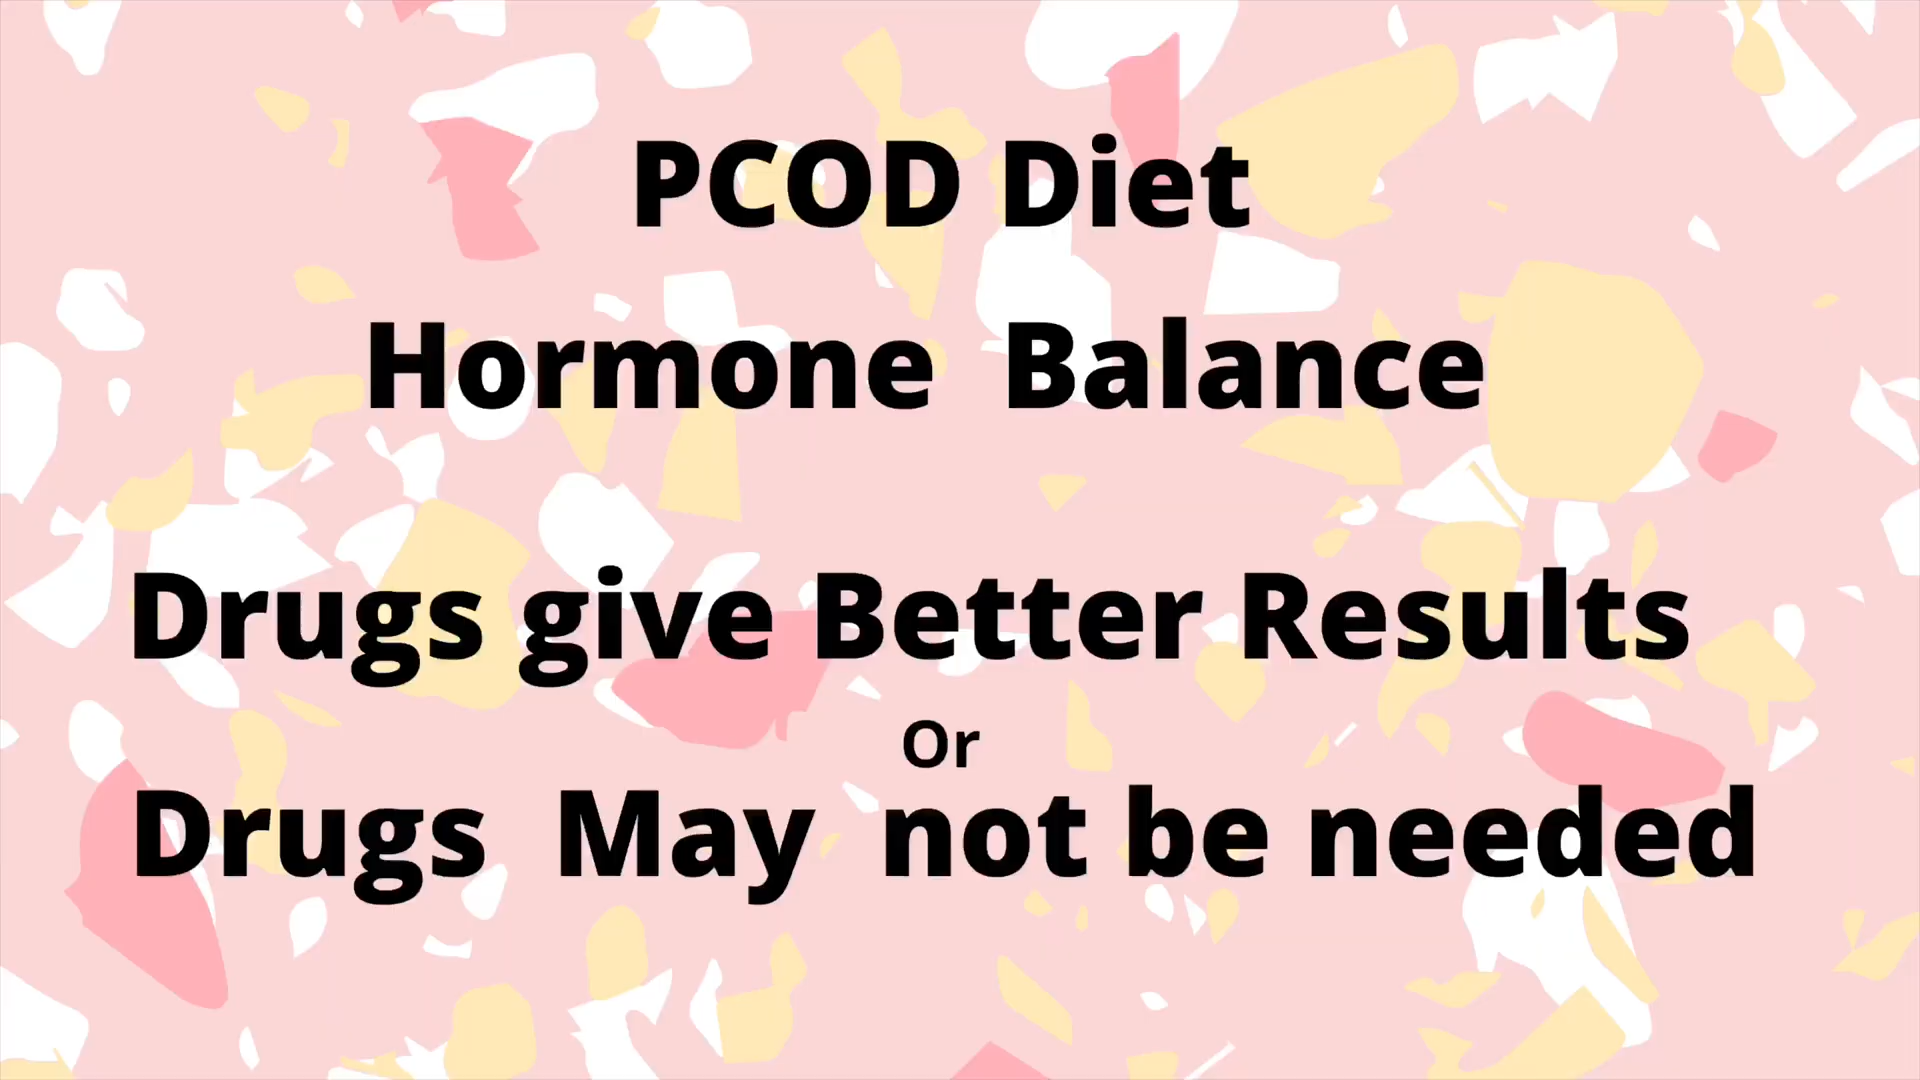 PCOD Diet
Hormone Balance
Drugs give Better Results
Or
Drugs May not be needed